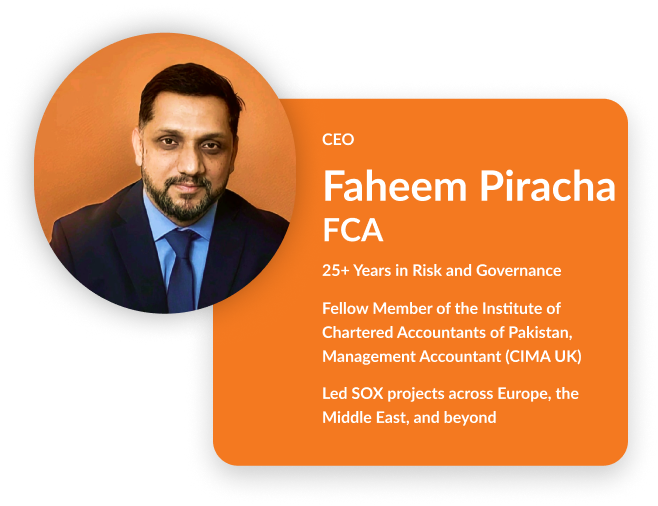 CEO
Faheem Piracha
FCA
25+ Years in Risk and Governance
Fellow Member of the Institute of
Chartered Accountants of Pakistan,
Management Accountant (CIMA UK)
Led SOX projects across Europe, the
Middle East, and beyond